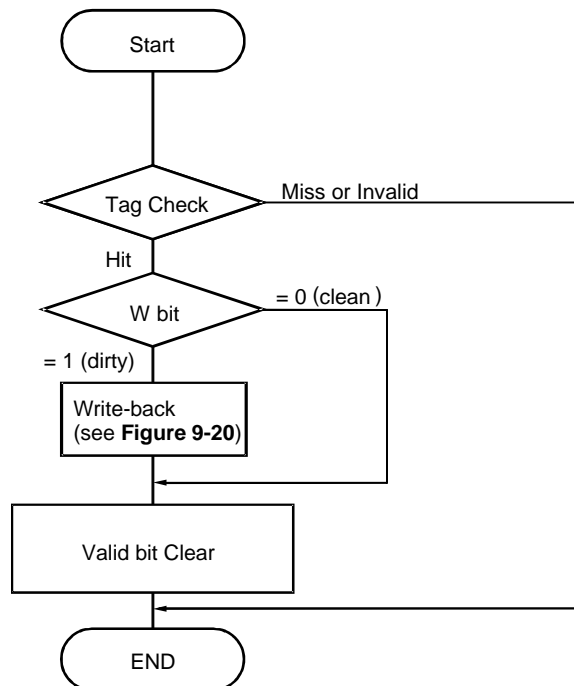 Start
Tag Check
Miss or Invalid
Hit
W bit
= 0 (clean )
= 1 (dirty)
Write-back
(see Figure 9-20)
Valid bit Clear
END